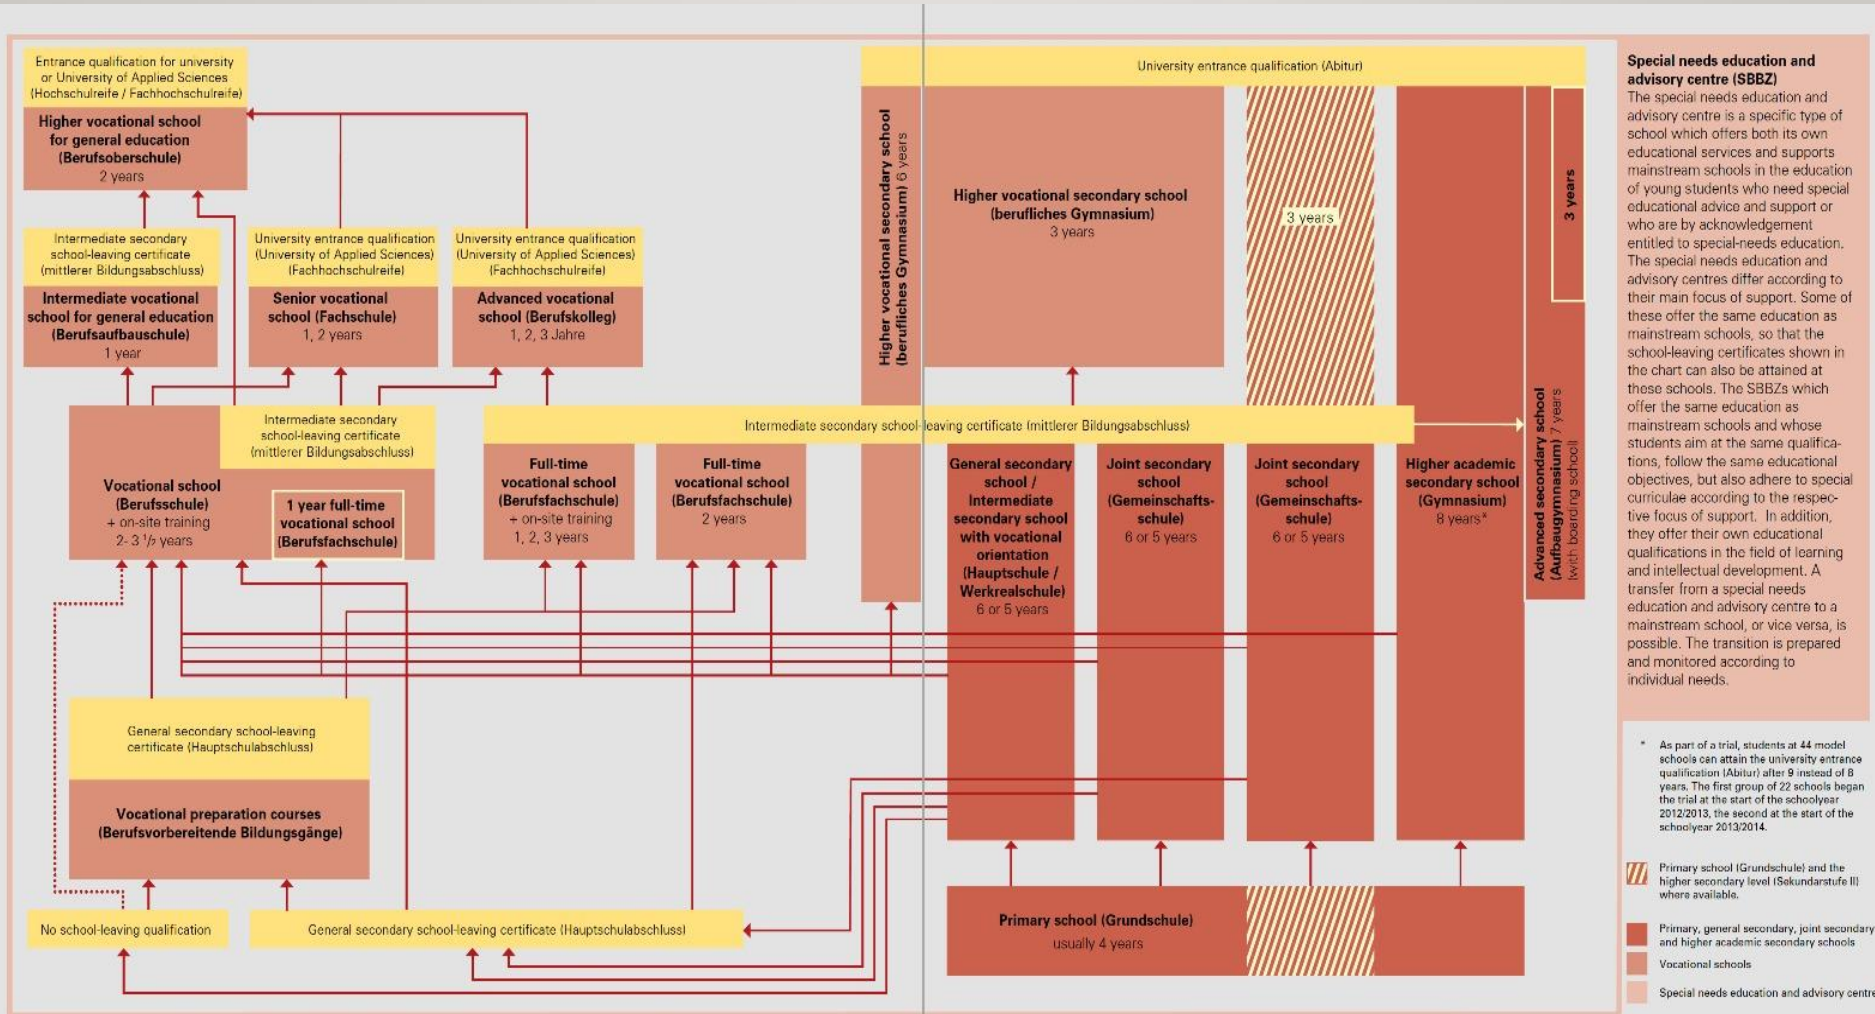 Entrance qualification for university
or University of Applied Sciences
(Hochschulreife / Fachhochschulreife)
Higher vocational school
for general education
(Berufsoberschule)
2 years
Intermediate secondary
school-leaving certificate
(mittlerer Bildungsabschluss)
Intermediate vocational
school for general education
(Berufsaufbauschule)
1 year
University entrance qualification
(University of Applied Sciences)
(Fachhochschulreife)
Senior vocational
school (Fachschule)
1, 2 years
University entrance qualification
(University of Applied Sciences)
(Fachhochschulreife)
Advanced vocational
school (Berufskolleg)
1, 2, 3 Jahre
Vocational school
(Berufsschule)
+ on-site training
2- 3 1/2 years
Intermediate secondary
school-leaving certificate
(mittlerer Bildungsabschluss)
1 year full-time
vocational school
(Berufsfachschule)
Full-time
vocational school
(Berufsfachschule)
+ on-site training
1, 2, 3 years
Full-time
vocational school
(Berufsfachschule)
2 years
General secondary school-leaving
certificate (Hauptschulabschluss)
Vocational preparation courses
(Berufsvorbereitende Bildungsgänge)
No school-leaving qualification
General secondary school-leaving certificate (Hauptschulabschluss)
University entrance qualification (Abitur)
Higher vocational secondary school
(berufliches Gymnasium) 6 years
Higher vocational secondary school
(berufliches Gymnasium)
3 years
3 years
3 years
Advanced secondary school
(Aufbaugymnasium) 7 years
(with boarding school)
Intermediate secondary school-leaving certificate (mittlerer Bildungsabschluss)
General secondary
school /
Intermediate
secondary school
with vocational
orientation
(Hauptschule /
Werkrealschule)
6 or 5 years
Joint secondary
school
(Gemeinschafts-
schule)
6 or 5 years
Joint secondary
school
(Gemeinschafts-
schule)
6 or 5 years
Higher academic
secondary school
(Gymnasium)
8 years*
Primary school (Grundschule)
usually 4 years
Special needs education and
advisory centre (SBBZ)
The special needs education and
advisory centre is a specific type of
school which offers both its own
educational services and supports
mainstream schools in the education
of young students who need special
educational advice and support or
who are by acknowledgement
entitled to special-needs education.
The special needs education and
advisory centres differ according to
their main focus of support. Some of
these offer the same education as
mainstream schools, so that the
school-leaving certificates shown in
the chart can also be attained at
these schools. The SBBZs which
offer the same education as
mainstream schools and whose
students aim at the same qualifica-
tions, follow the same educational
objectives, but also adhere to special
curriculae according to the respec-
tive focus of support. In addition,
they offer their own educational
qualifications in the field of learning
and intellectual development. A
transfer from a special needs
education and advisory centre to a
mainstream school, or vice versa, is
possible. The transition is prepared
and monitored according to
individual needs.
* As part of a trial, students at 44 model
schools can attain the university entrance
qualification (Abitur) after 9 instead of 8
years. The first group of 22 schools began
the trial at the start of the schoolyear
2012/2013, the second at the start of the
schoolyear 2013/2014.
Primary school (Grundschule) and the
higher secondary level (Sekundarstufe II)
where available.
Primary, general secondary, joint secondary
and higher academic secondary schools
Vocational schools
Special needs education and advisory centre